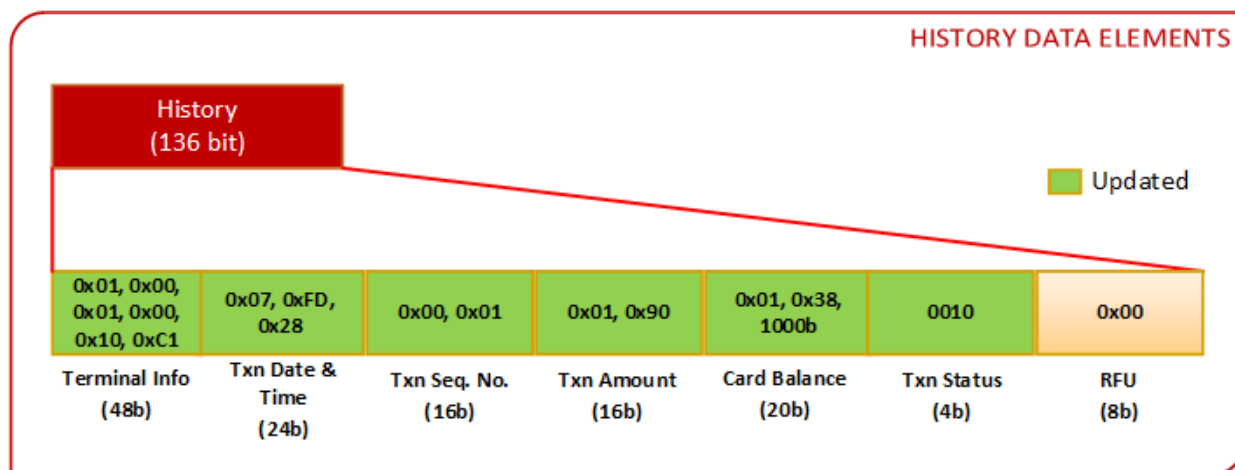 HISTORY DATA ELEMENTS
History
(136 bit)
Updated
0x01, 0x00,
0x01, 0x00,
0x10, 0xC1
0x07, 0xFD,
0x28
0x00, 0x01
0x01, 0x90
0x01, 0x38,
1000b
0010
0x00
Terminal Info
(48b)
Txn Date &
Time
(24b)
Txn Seq. No.
(16b)
Txn Amount
(16b)
Card Balance
(20b)
Txn Status
(4b)
RFU
(8b)